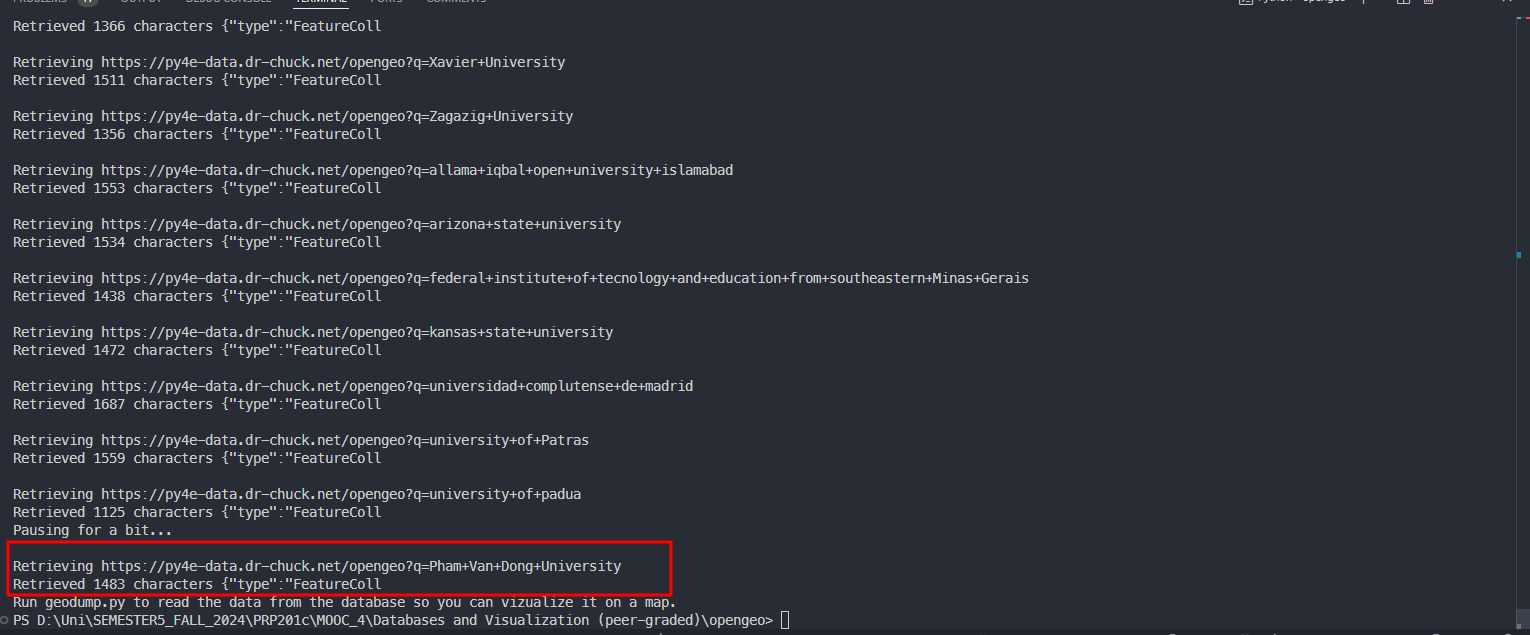 PROBLEMS OUTPUT DEBUG CONSOLE TERMINAL PORTS COMMENTS
Retrieved 1366 characters {"type":"FeatureColl
Retrieving https://py4e-data.dr-chuck.net/opengeo?q=Xavier+University
Retrieved 1511 characters {"type":"FeatureColl
Retrieving https://py4e-data.dr-chuck.net/opengeo?q=Zagazig+University
Retrieved 1356 characters {"type":"FeatureColl
Retrieving https://py4e-data.dr-chuck.net/opengeo?q=allama+iqbal+open+university+islamabad
Retrieved 1553 characters {"type":"FeatureColl
Retrieving https://py4e-data.dr-chuck.net/opengeo?q=arizona+state+university
Retrieved 1534 characters {"type":"FeatureColl
Retrieving https://py4e-data.dr-chuck.net/opengeo?q=federal+institute+of+tecnology+and+education+from+southeastern+Minas+Gerais
Retrieved 1438 characters {"type":"FeatureColl
Retrieving https://py4e-data.dr-chuck.net/opengeo?q=kansas+state+university
Retrieved 1472 characters {"type":"FeatureColl
Retrieving https://py4e-data.dr-chuck.net/opengeo?q=universidad+complutense+de+madrid
Retrieved 1687 characters {"type":"FeatureColl
Retrieving https://py4e-data.dr-chuck.net/opengeo?q=university+of+Patras
Retrieved 1559 characters {"type":"FeatureColl
Retrieving https://py4e-data.dr-chuck.net/opengeo?q=university+of+padua
Retrieved 1125 characters {"type":"FeatureColl
Pausing for a bit...
Retrieving https://py4e-data.dr-chuck.net/opengeo?q=Pham+Van+Dong+University
Retrieved 1483 characters {"type":"FeatureColl
Run geodump.py to read the data from the database so you can vizualize it on a map.
PS D:\Uni\SEMESTER5_FALL_2024\PRP201c\MOOC_4\Databases and Visualization (peer-graded)\opengeo>